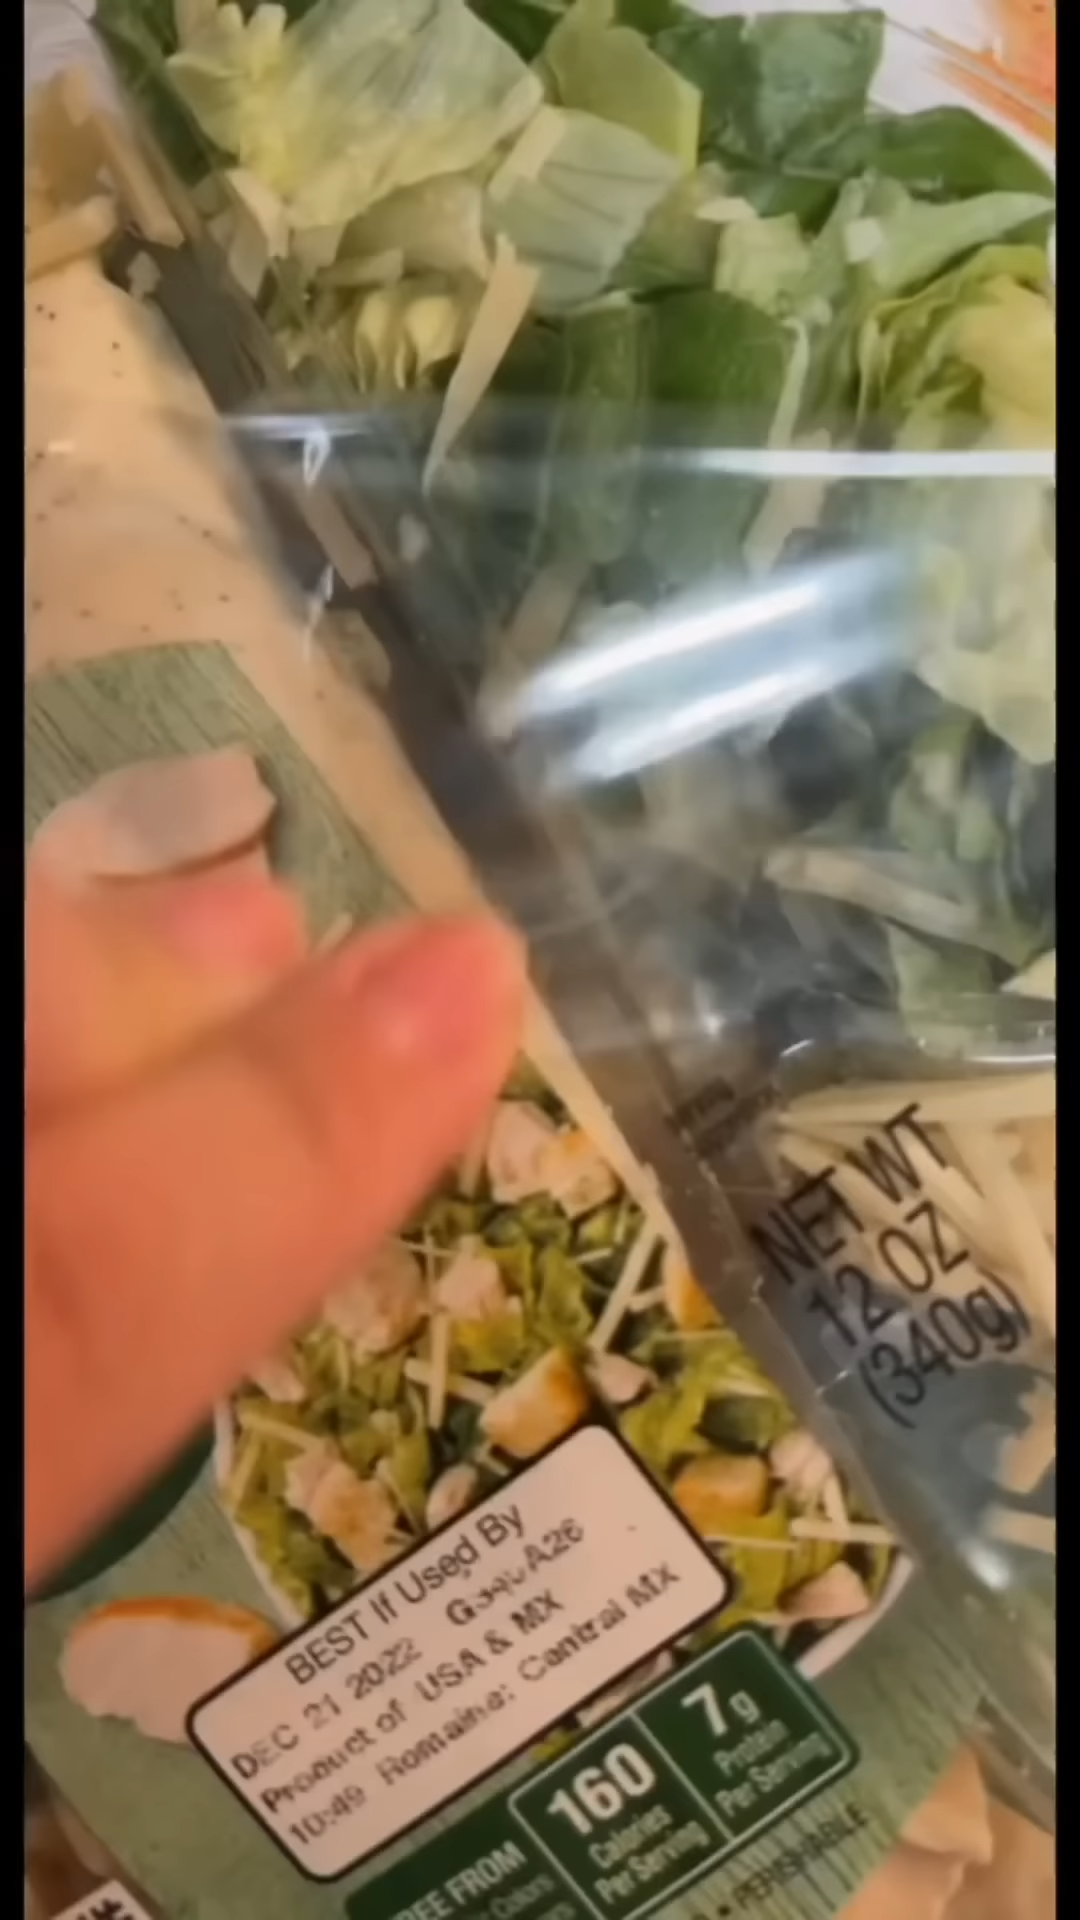 NET WT
12 OZ
(340g)
BEST If Used By
DEC 21 2022
Product of USA & MX
10:49 Romaine: Central MX
160
Calories
Per Serving
7g
Protein
Per Serving
FREE FROM
Colors
• PERISHABLE